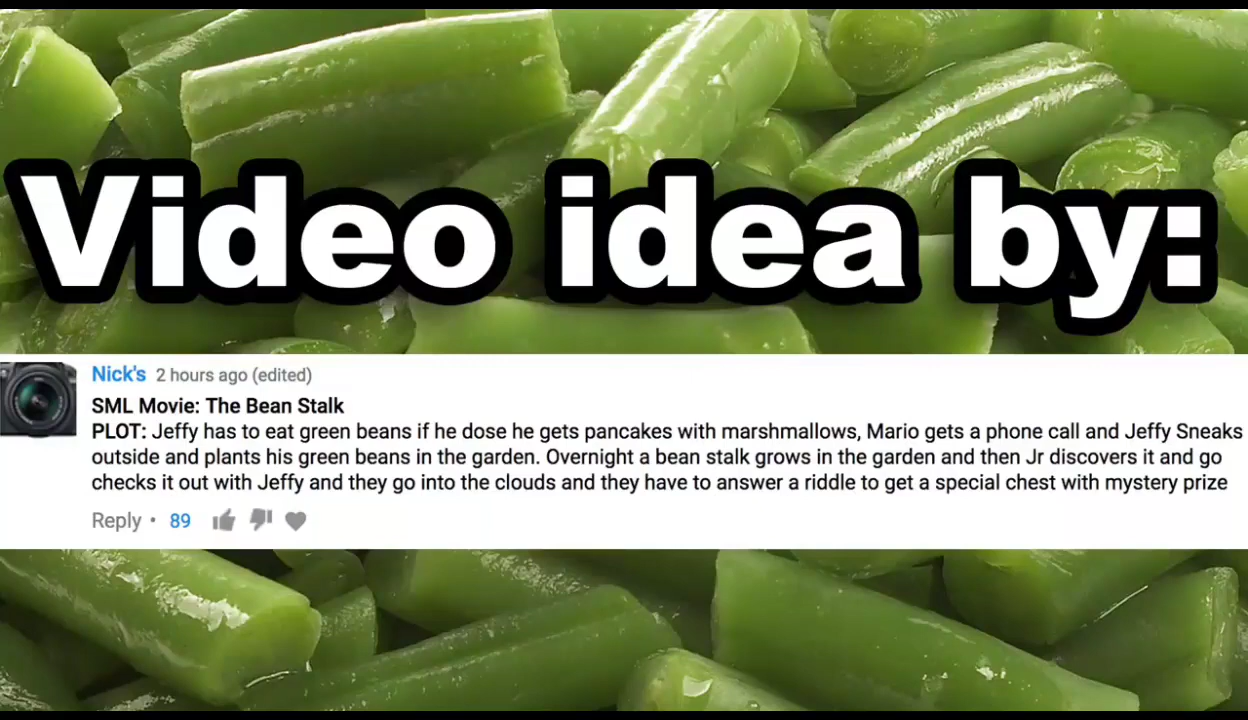 Video idea by:
Nick's 2 hours ago (edited)
SML Movie: The Bean Stalk
PLOT: Jeffy has to eat green beans if he dose he gets pancakes with marshmallows, Mario gets a phone call and Jeffy Sneaks
outside and plants his green beans in the garden. Overnight a bean stalk grows in the garden and then Jr discovers it and go
checks it out with Jeffy and they go into the clouds and they have to answer a riddle to get a special chest with mystery prize
Reply • 89